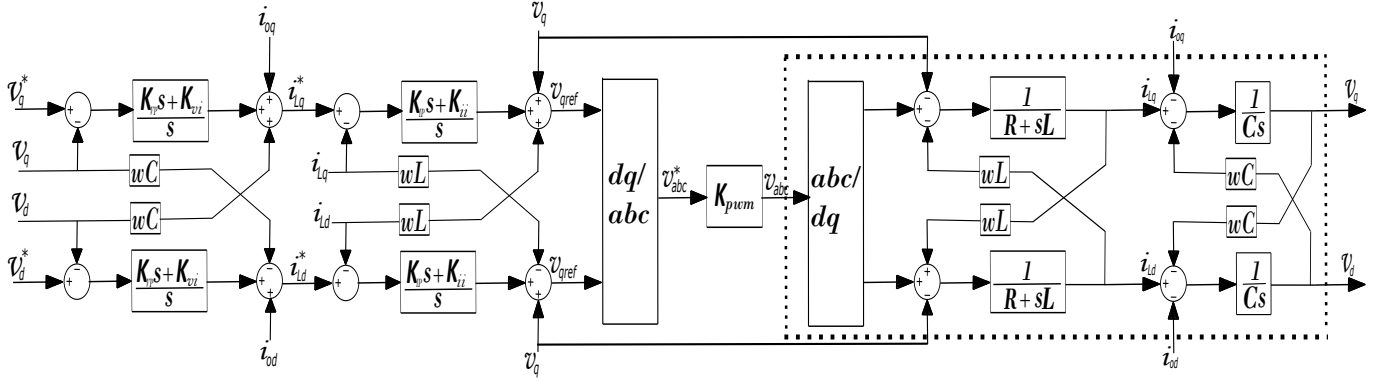 i_oq
v_q
i_oq
v_q^*
K_vp s+K_vi
s
i_Lq^*
K_ip s+K_ii
s
v_qref
1
R+sL
i_Lq
1
Cs
v_q
v_q
wC
i_Lq
wL
dq/
abc
v_abc^*
K_pwm
v_abc
abc/
dq
wL
wC
v_d
wC
i_Ld
wL
wL
wC
v_d^*
K_vp s+K_vi
s
i_Ld^*
K_ip s+K_ii
s
v_qref
1
R+sL
i_Ld
1
Cs
v_d
i_od
v_q
i_od